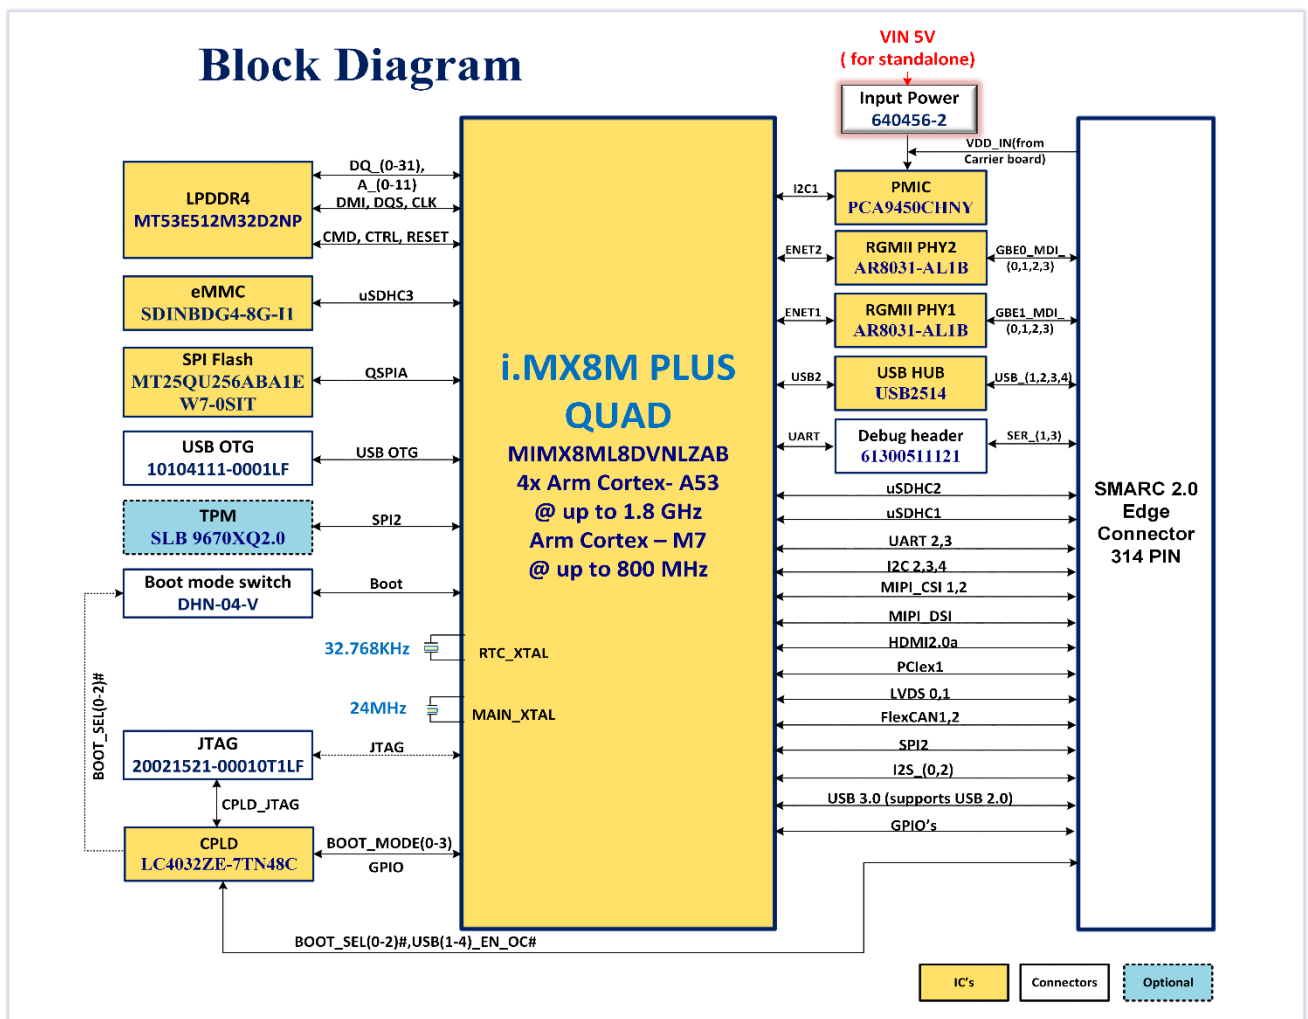 Block Diagram
VIN 5V
( for standalone)
Input Power
640456-2
VDD_IN(from
Carrier board)
LPDDR4
MT53E512M32D2NP
DQ_(0-31),
A_(0-11)
DMI, DQS, CLK
CMD, CTRL, RESET
eMMC
SDINBDG4-8G-I1
uSDHC3
SPI Flash
MT25QU256ABA1E
W7-0SIT
QSPIA
USB OTG
10104111-0001LF
USB OTG
TPM
SLB 9670XQ2.0
SPI2
Boot mode switch
DHN-04-V
Boot
32.768KHz
RTC_XTAL
24MHz
MAIN_XTAL
BOOT_SEL(0-2)#
JTAG
20021521-00010T1LF
JTAG
CPLD_JTAG
CPLD
LC4032ZE-7TN48C
BOOT_MODE(0-3)
GPIO
BOOT_SEL(0-2)#,USB(1-4)_EN_OC#
i.MX8M PLUS
QUAD
MIMX8ML8DVNLZAB
4x Arm Cortex- A53
@ up to 1.8 GHz
Arm Cortex – M7
@ up to 800 MHz
I2C1
PMIC
PCA9450CHNY
ENET2
RGMII PHY2
AR8031-AL1B
GBE0_MDI_
(0,1,2,3)
ENET1
RGMII PHY1
AR8031-AL1B
GBE1_MDI_
(0,1,2,3)
USB2
USB HUB
USB2514
USB_(1,2,3,4)
UART
Debug header
61300511121
SER_(1,3)
uSDHC2
uSDHC1
UART 2,3
I2C 2,3,4
MIPI_CSI 1,2
MIPI_DSI
HDMI2.0a
PCIex1
LVDS 0,1
FlexCAN1,2
SPI2
I2S_(0,2)
USB 3.0 (supports USB 2.0)
GPIO's
SMARC 2.0
Edge
Connector
314 PIN
IC's
Connectors
Optional